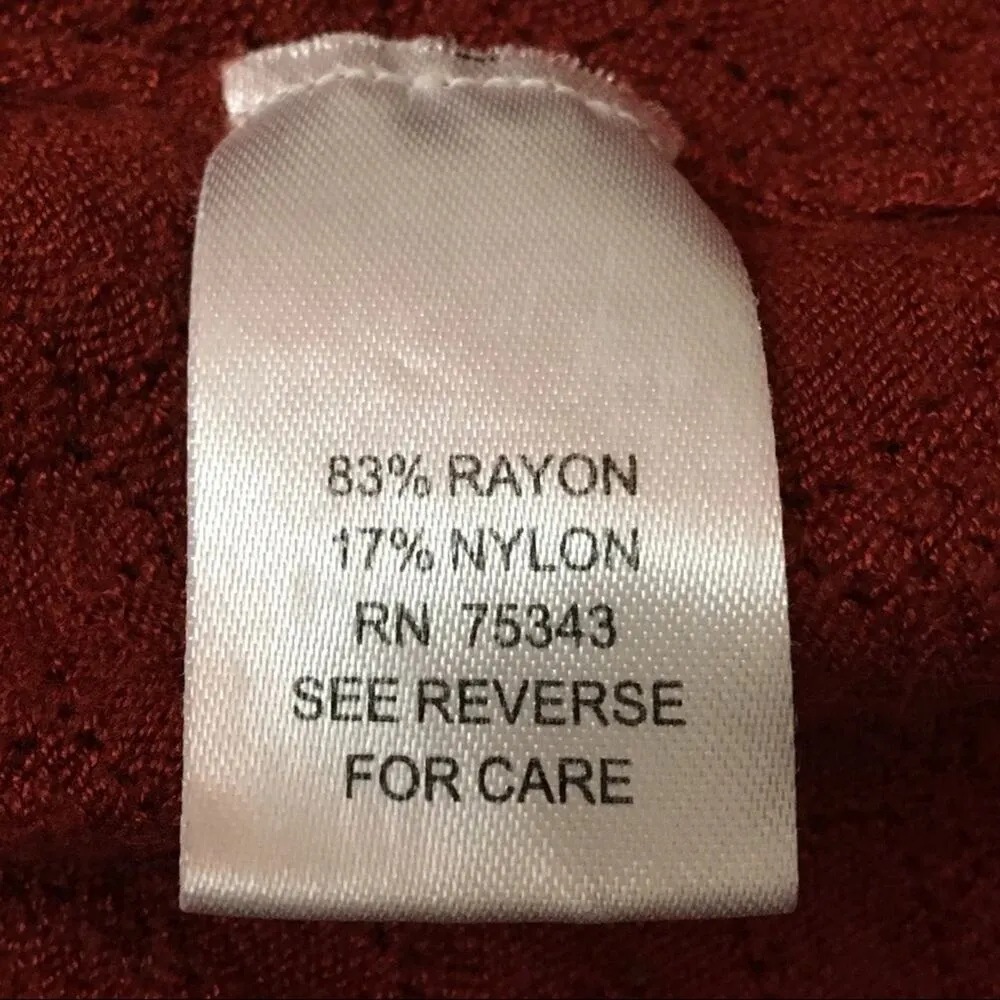 83% RAYON
17% NYLON
RN 75343
SEE REVERSE
FOR CARE